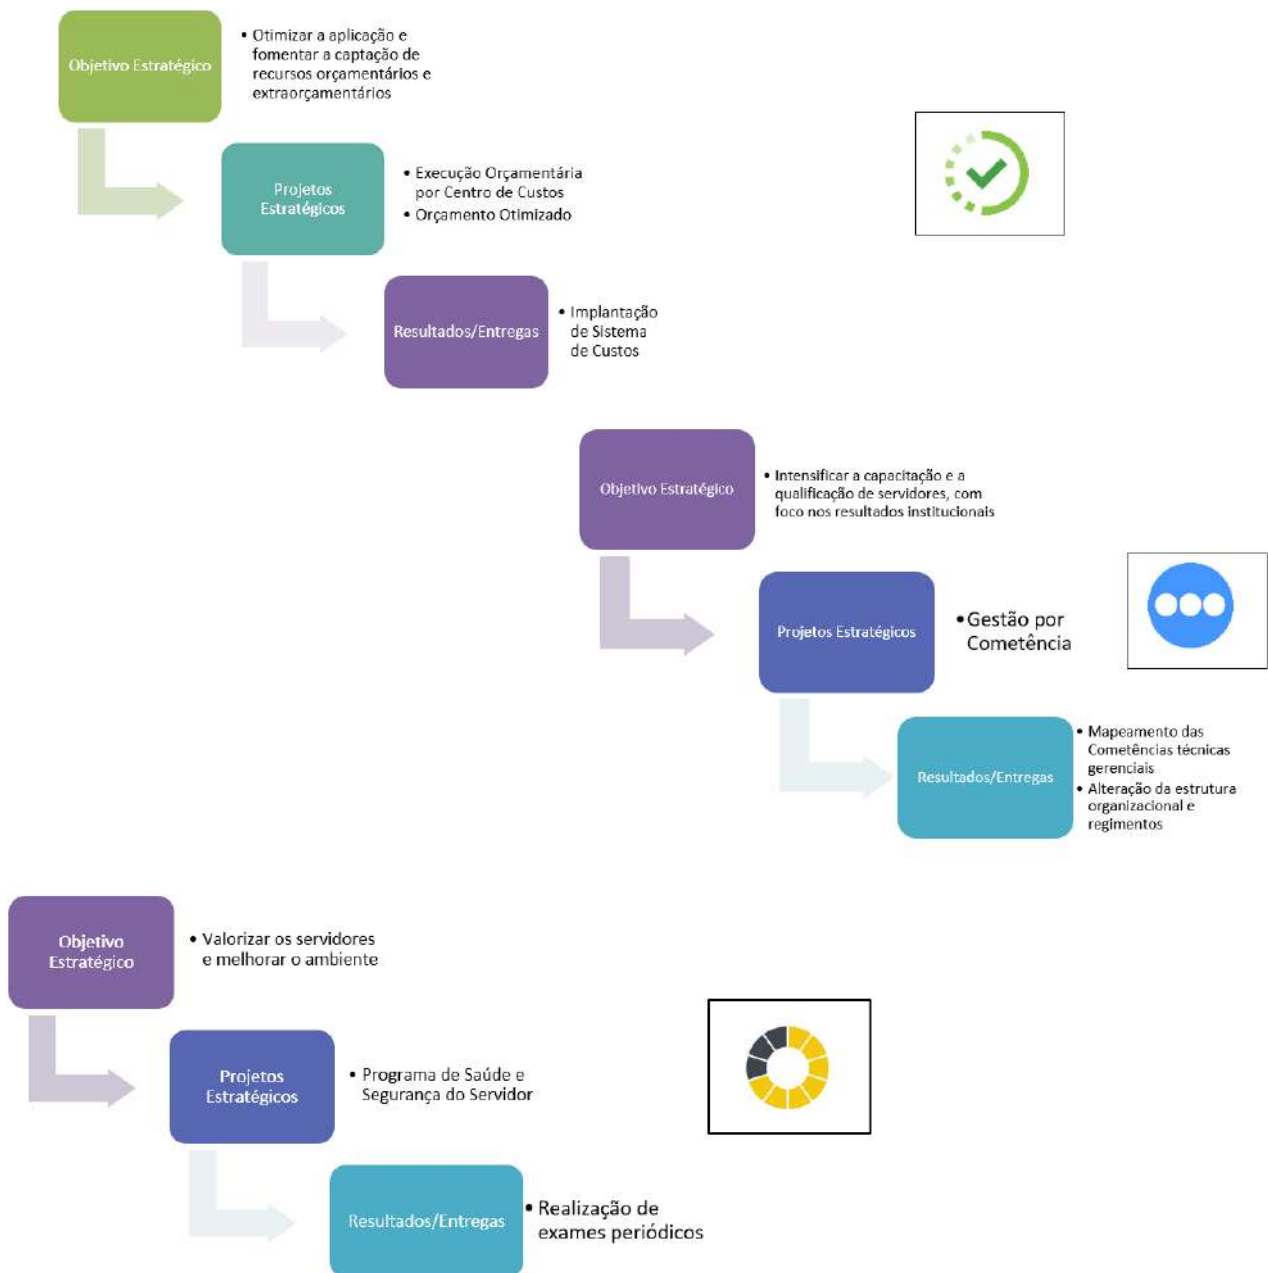 Objetivo Estratégico
• Otimizar a aplicação e
fomentar a captação de
recursos orçamentários e
extraorçamentários
Projetos
Estratégicos
• Execução Orçamentária
por Centro de Custos
• Orçamento Otimizado
Resultados/Entregas
• Implantação
de Sistema
de Custos
Objetivo Estratégico
• Intensificar a capacitação e a
qualificação de servidores, com
foco nos resultados institucionais
Projetos Estratégicos
• Gestão por
Cometência
Resultados/Entregas
• Mapeamento das
Cometências técnicas
gerenciais
• Alteração da estrutura
organizacional e
regimentos
Objetivo
Estratégico
• Valorizar os servidores
e melhorar o ambiente
Projetos
Estratégicos
• Programa de Saúde e
Segurança do Servidor
Resultados/Entregas
• Realização de
exames periódicos